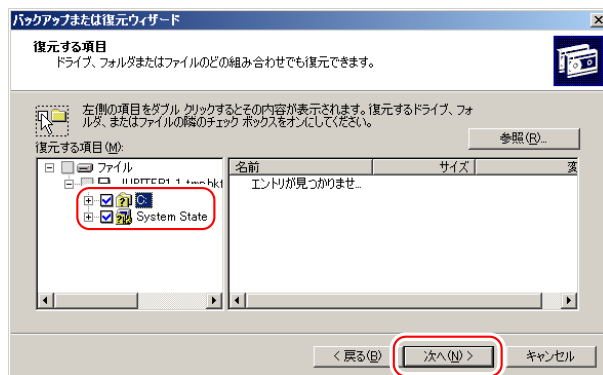 バックアップまたは復元ウィザード
復元する項目
ドライブ、フォルダまたはファイルのどの組み合わせでも復元できます。
左側の項目をダブル クリックするとその内容が表示されます。復元するドライブ、フォ
ルダ、またはファイルの隣のチェック ボックスをオンにしてください。
参照(R)...
復元する項目(M):
ファイル
名前 サイズ 変
エントリが見つかりませ...
C:
System State
< 戻る(B) 次へ(N) > キャンセル